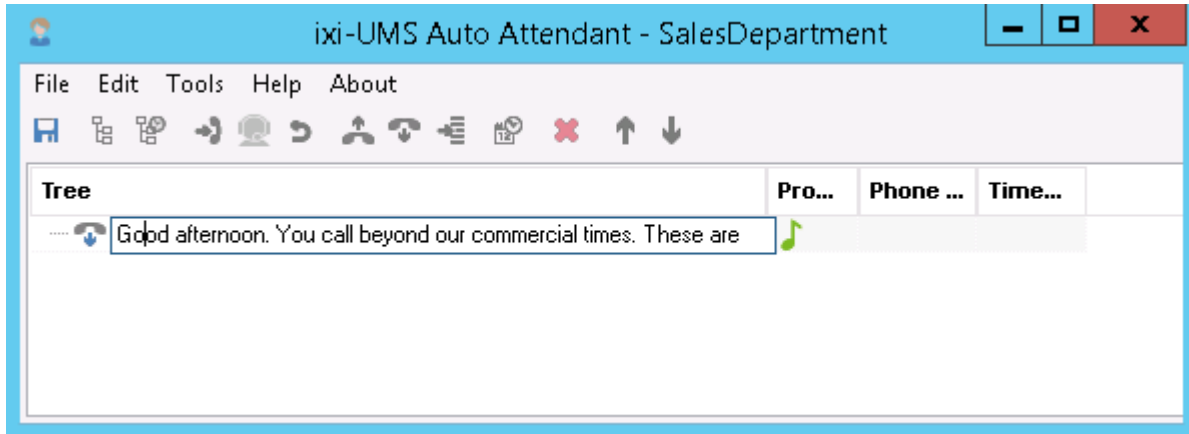 ixi-UMS Auto Attendant - SalesDepartment
File Edit Tools Help About
Tree Pro... Phone ... Time...
Good afternoon. You call beyond our commercial times. These are